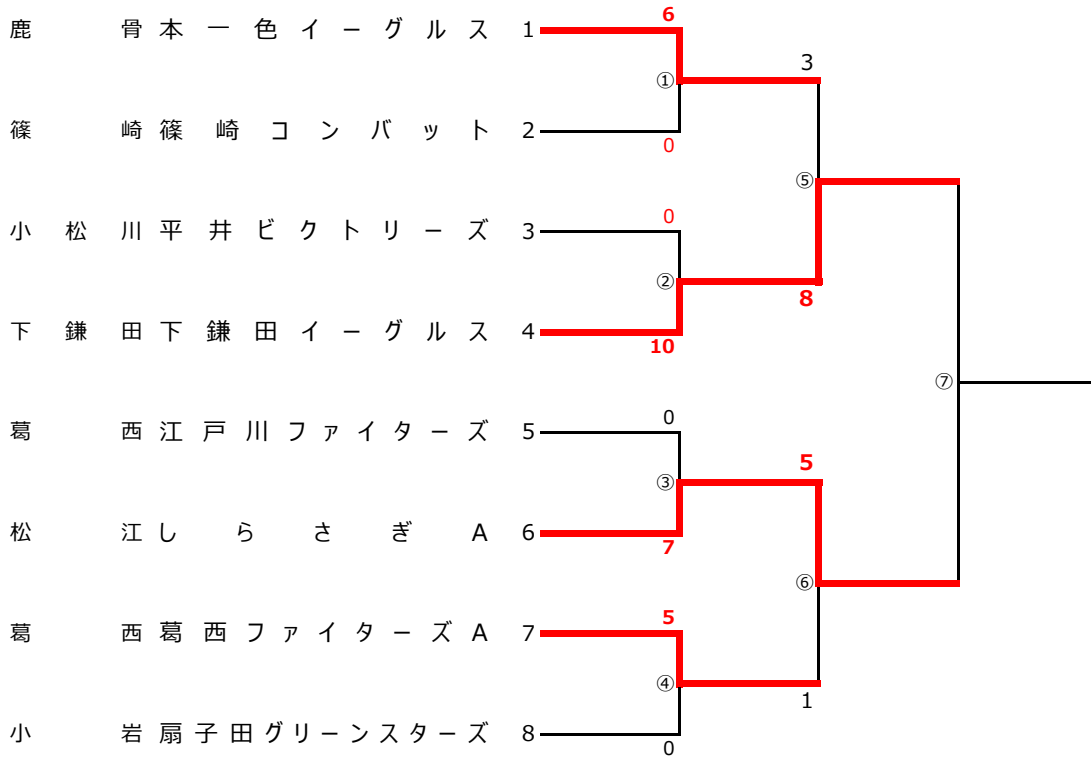 鹿骨 本一色イーグルス 1 6
① 3
篠崎 篠崎コンバット 2 0
⑤
小松川 平井ビクトリーズ 3 0
② 8
下鎌田 下鎌田イーグルス 4 10
⑦
葛西 江戸川ファイターズ 5 0
③ 5
松江 しらさぎA 6 7
⑥
葛西 葛西ファイターズA 7 5
④ 1
小岩 扇子田グリーンスターズ 8 0